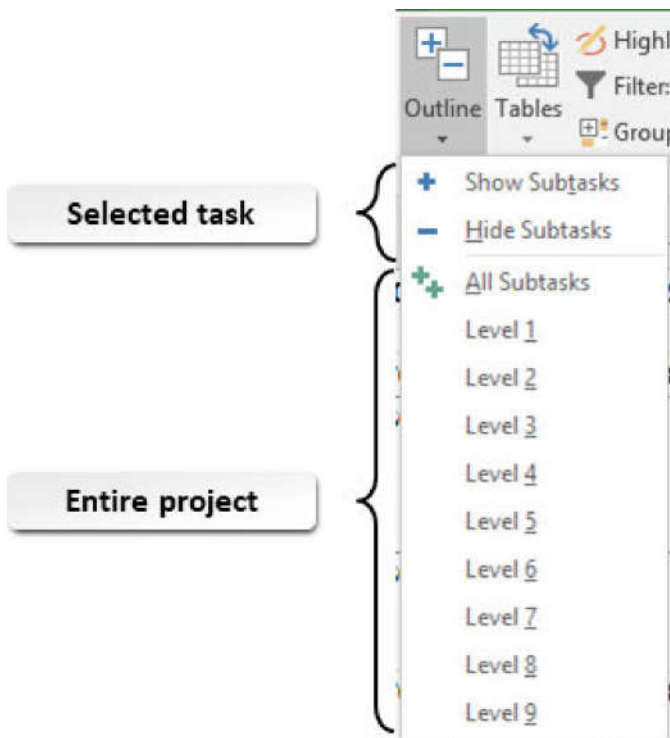 Highl
Filter:
Outline Tables
Group
Selected task
Show Subtasks
Hide Subtasks
Entire project
All Subtasks
Level 1
Level 2
Level 3
Level 4
Level 5
Level 6
Level 7
Level 8
Level 9